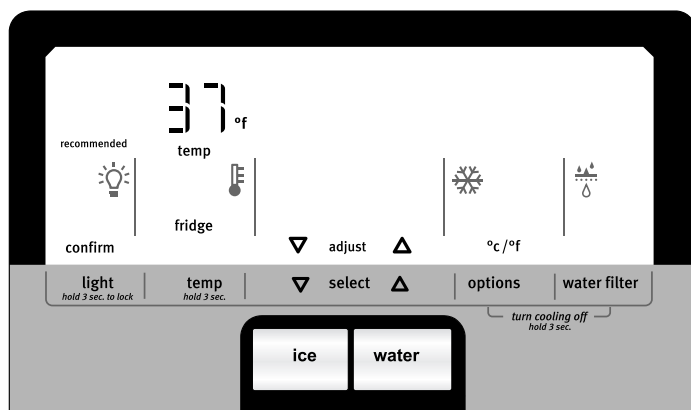 37 °f
recommended
temp
fridge
confirm
adjust
°c/°f
light
hold 3 sec. to lock
temp
hold 3 sec.
select
options
water filter
turn cooling off
hold 3 sec.
ice
water